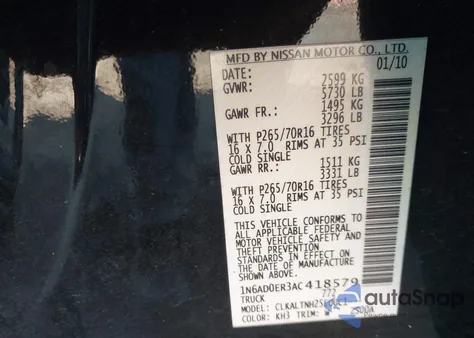 MFD BY NISSAN MOTOR CO., LTD.
DATE: 01/10
GVWR: 2599 KG
5730 LB
GAWR FR.: 1495 KG
3296 LB
WITH P265/70R16 TIRES
16 X 7.0 RIMS AT 35 PSI
COLD SINGLE
GAWR RR.: 1511 KG
3331 LB
WITH P265/70R16 TIRES
16 X 7.0 RIMS AT 35 PSI
COLD SINGLE
THIS VEHICLE CONFORMS TO
ALL APPLICABLE FEDERAL
MOTOR VEHICLE SAFETY AND
THEFT PREVENTION STANDARDS
IN EFFECT ON THE DATE OF
MANUFACTURE SHOWN ABOVE.
1N6AD0ER3AC418579
TRUCK
MODEL:
COLOR: KH3 TRIM:
autoSnap